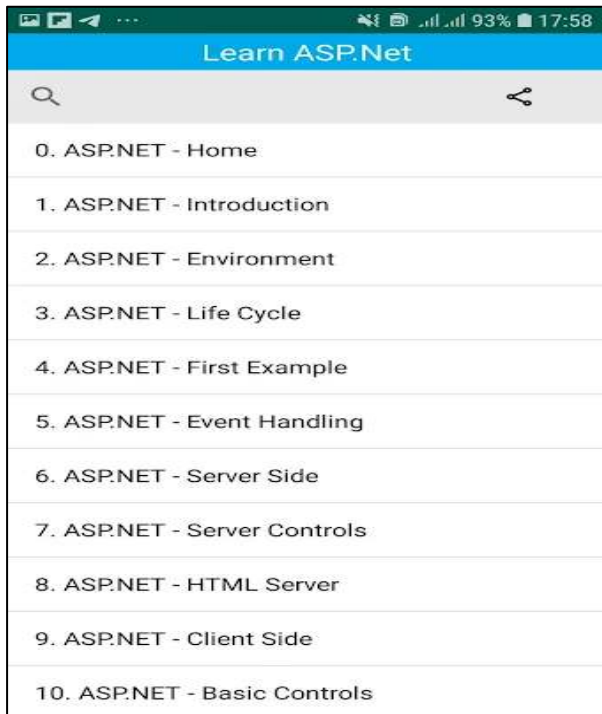 93% 17:58
Learn ASP.Net
0. ASP.NET - Home
1. ASP.NET - Introduction
2. ASP.NET - Environment
3. ASP.NET - Life Cycle
4. ASP.NET - First Example
5. ASP.NET - Event Handling
6. ASP.NET - Server Side
7. ASP.NET - Server Controls
8. ASP.NET - HTML Server
9. ASP.NET - Client Side
10. ASP.NET - Basic Controls